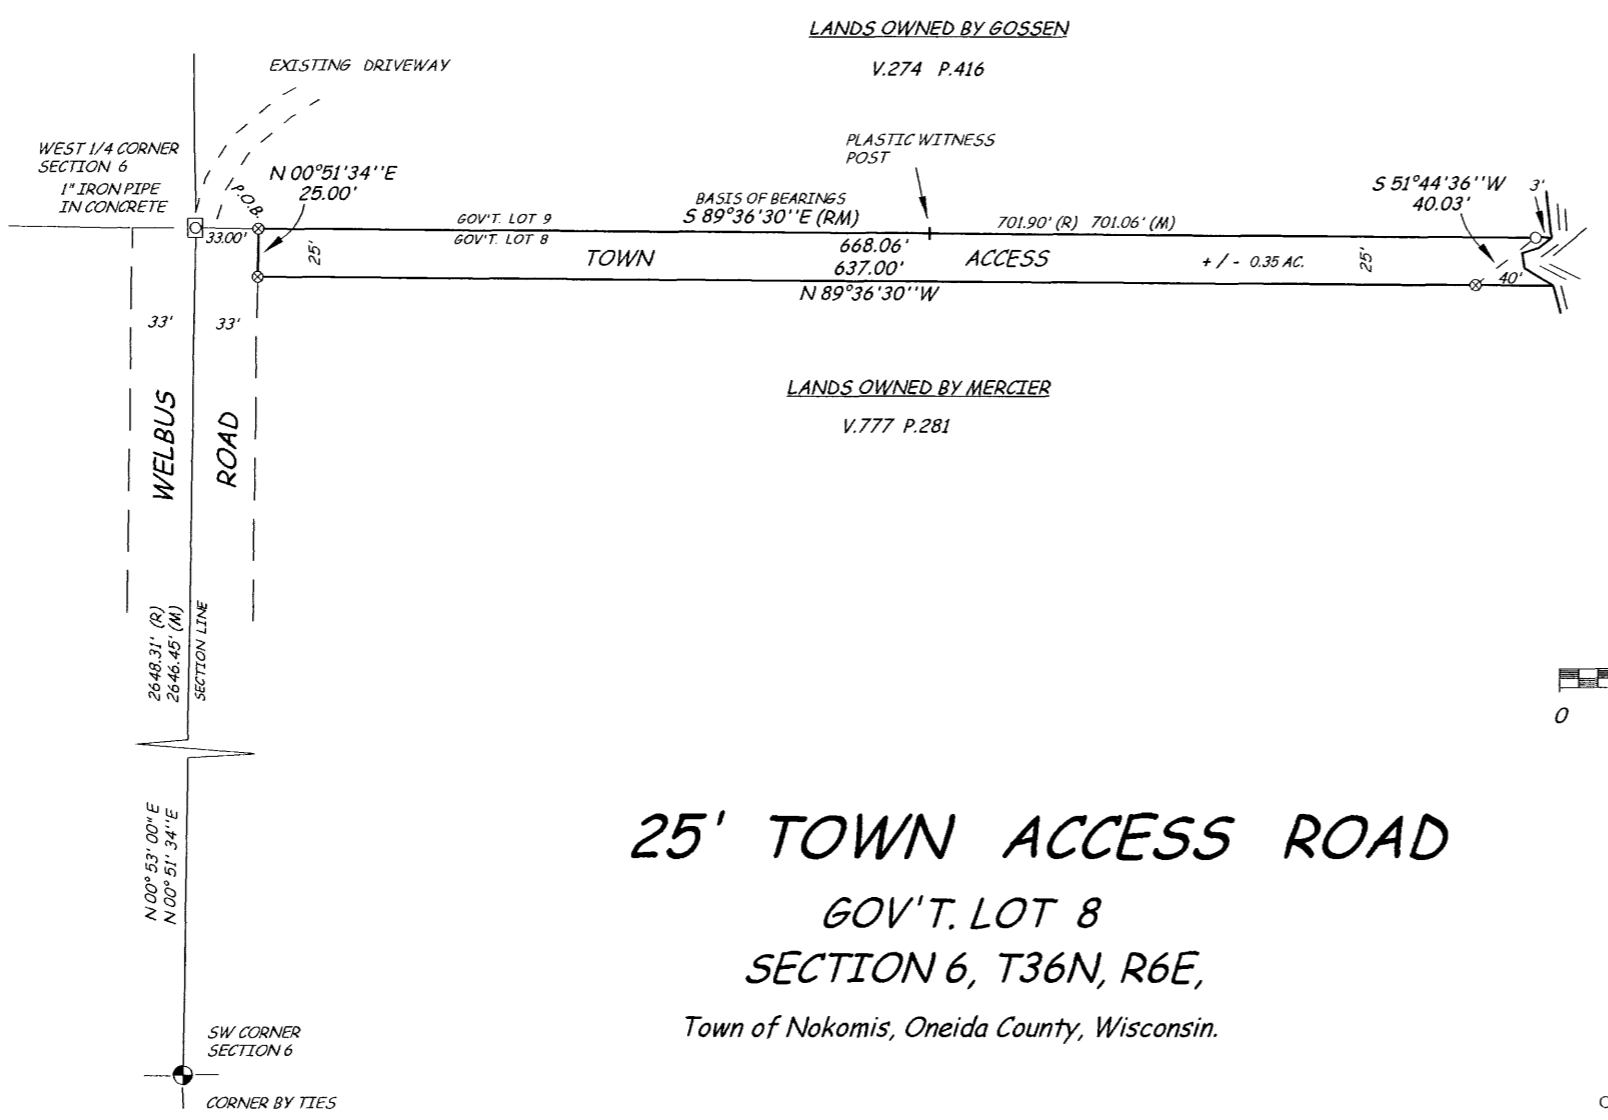 LANDS OWNED BY GOSSEN
V.274 P.416
EXISTING DRIVEWAY
WEST 1/4 CORNER
SECTION 6
1" IRON PIPE
IN CONCRETE
P.O.B.
N 00°51'34''E
25.00'
33.00'
PLASTIC WITNESS
POST
BASIS OF BEARINGS
S 89°36'30''E (RM)
GOV'T. LOT 9
GOV'T. LOT 8
701.90' (R) 701.06' (M)
S 51°44'36''W
40.03'
3'
25'
TOWN ACCESS
668.06'
637.00'
+ / - 0.35 AC.
25'
40'
N 89°36'30''W
33'
33'
WELBUS
ROAD
LANDS OWNED BY MERCIER
V.777 P.281
2648.31' (R)
2646.45' (M)
SECTION LINE
0
N 00° 53' 00" E
N 00° 51' 34''E
25' TOWN ACCESS ROAD
GOV'T. LOT 8
SECTION 6, T36N, R6E,
Town of Nokomis, Oneida County, Wisconsin.
SW CORNER
SECTION 6
CORNER BY TIES